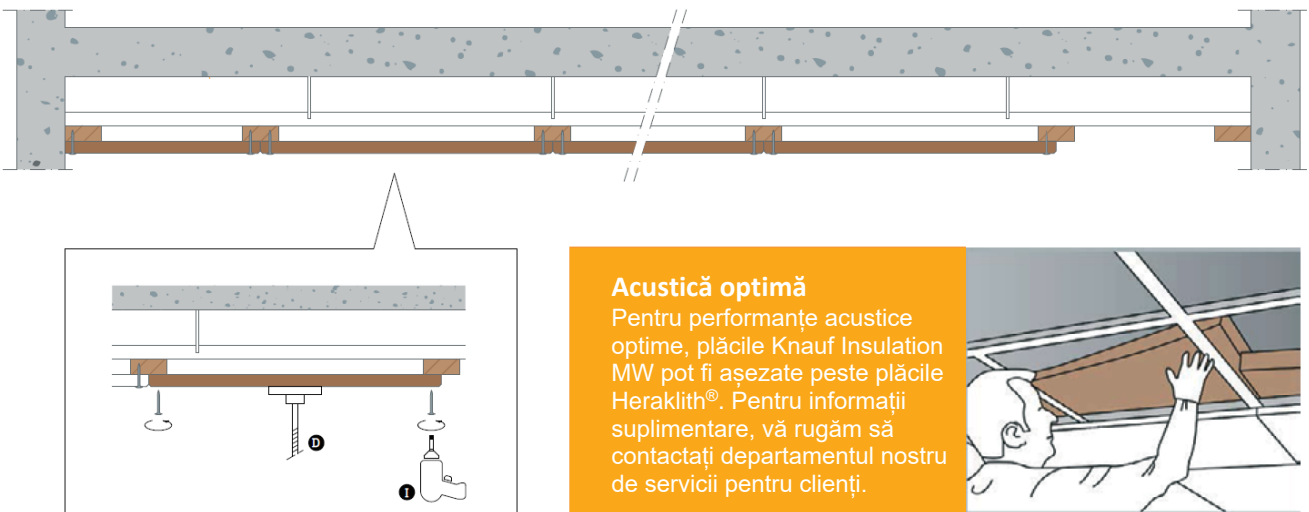 D
I
Acustică optimă
Pentru performanțe acustice
optime, plăcile Knauf Insulation
MW pot fi așezate peste plăcile
Heraklith®. Pentru informații
suplimentare, vă rugăm să
contactați departamentul nostru
de servicii pentru clienți.